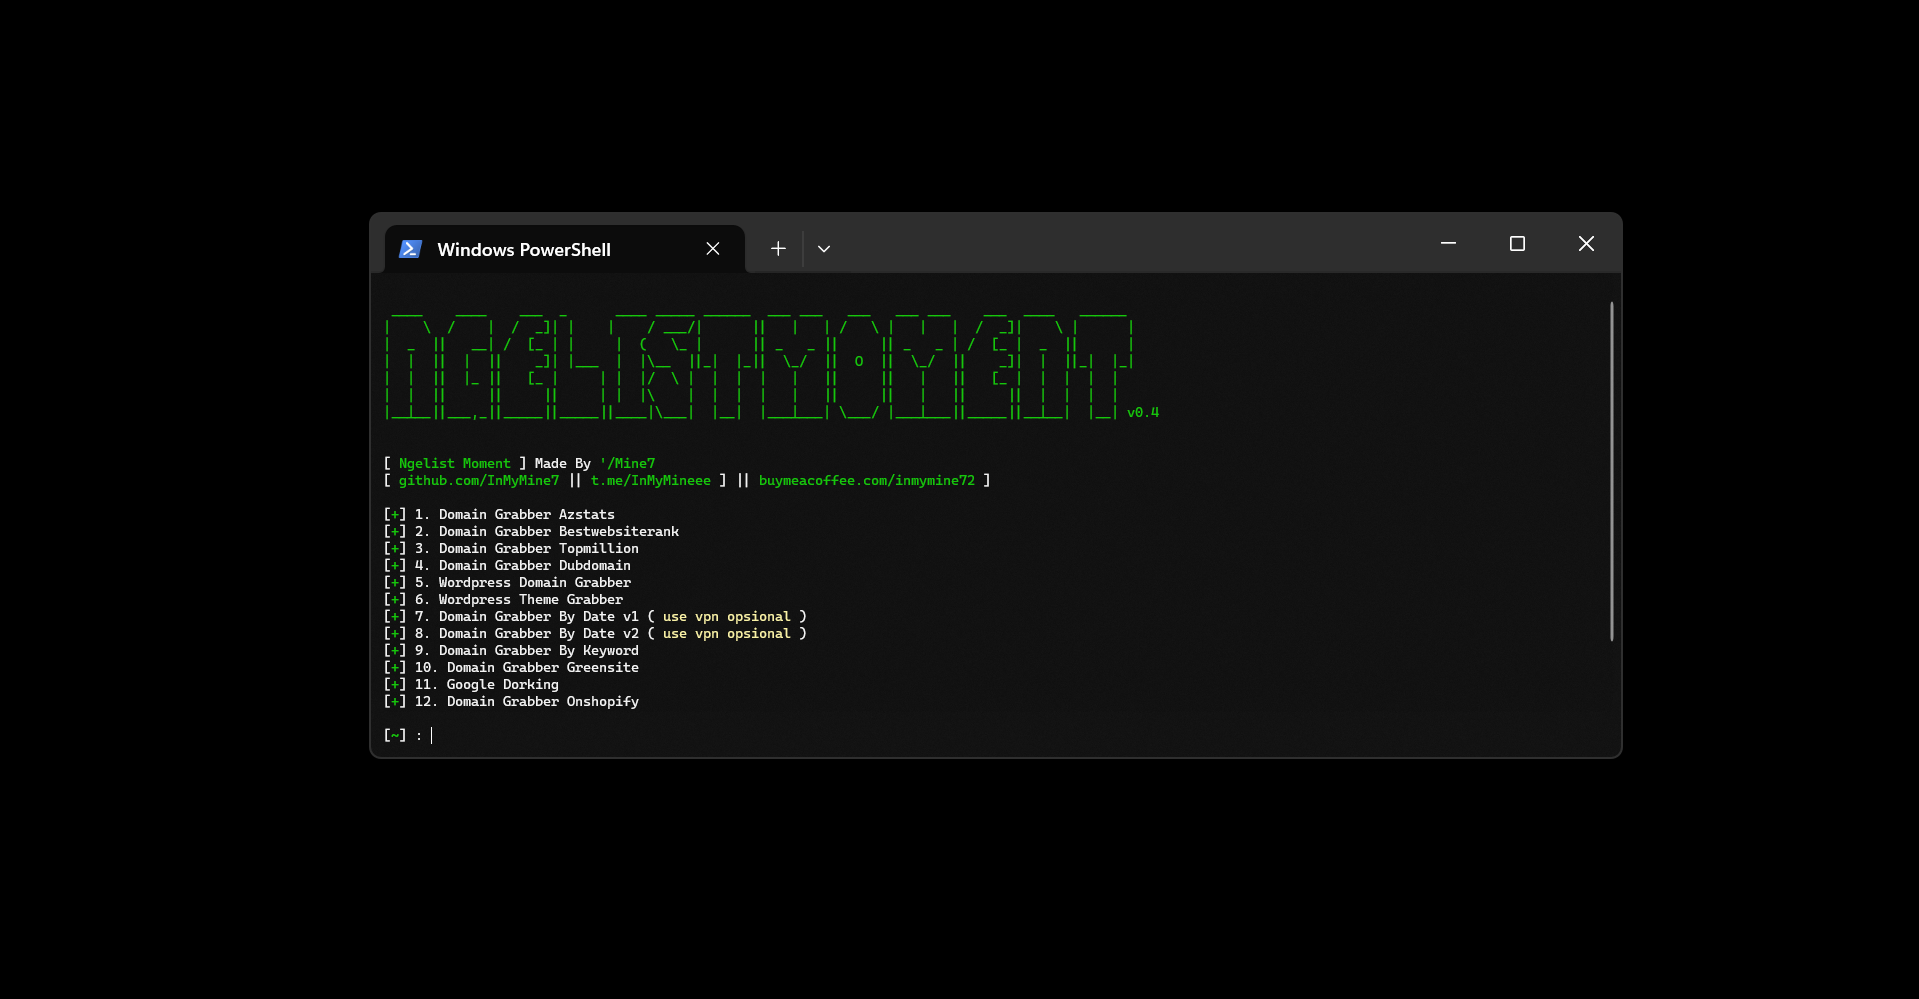 Windows PowerShell
NGELISTMOMENT v0.4
[ Ngelist Moment ] Made By '/Mine7
[ github.com/InMyMine7 || t.me/InMyMineee ] || buymeacoffee.com/inmymine72 ]
[+] 1. Domain Grabber Azstats
[+] 2. Domain Grabber Bestwebsiterank
[+] 3. Domain Grabber Topmillion
[+] 4. Domain Grabber Dubdomain
[+] 5. Wordpress Domain Grabber
[+] 6. Wordpress Theme Grabber
[+] 7. Domain Grabber By Date v1 ( use vpn opsional )
[+] 8. Domain Grabber By Date v2 ( use vpn opsional )
[+] 9. Domain Grabber By Keyword
[+] 10. Domain Grabber Greensite
[+] 11. Google Dorking
[+] 12. Domain Grabber Onshopify
[~] :